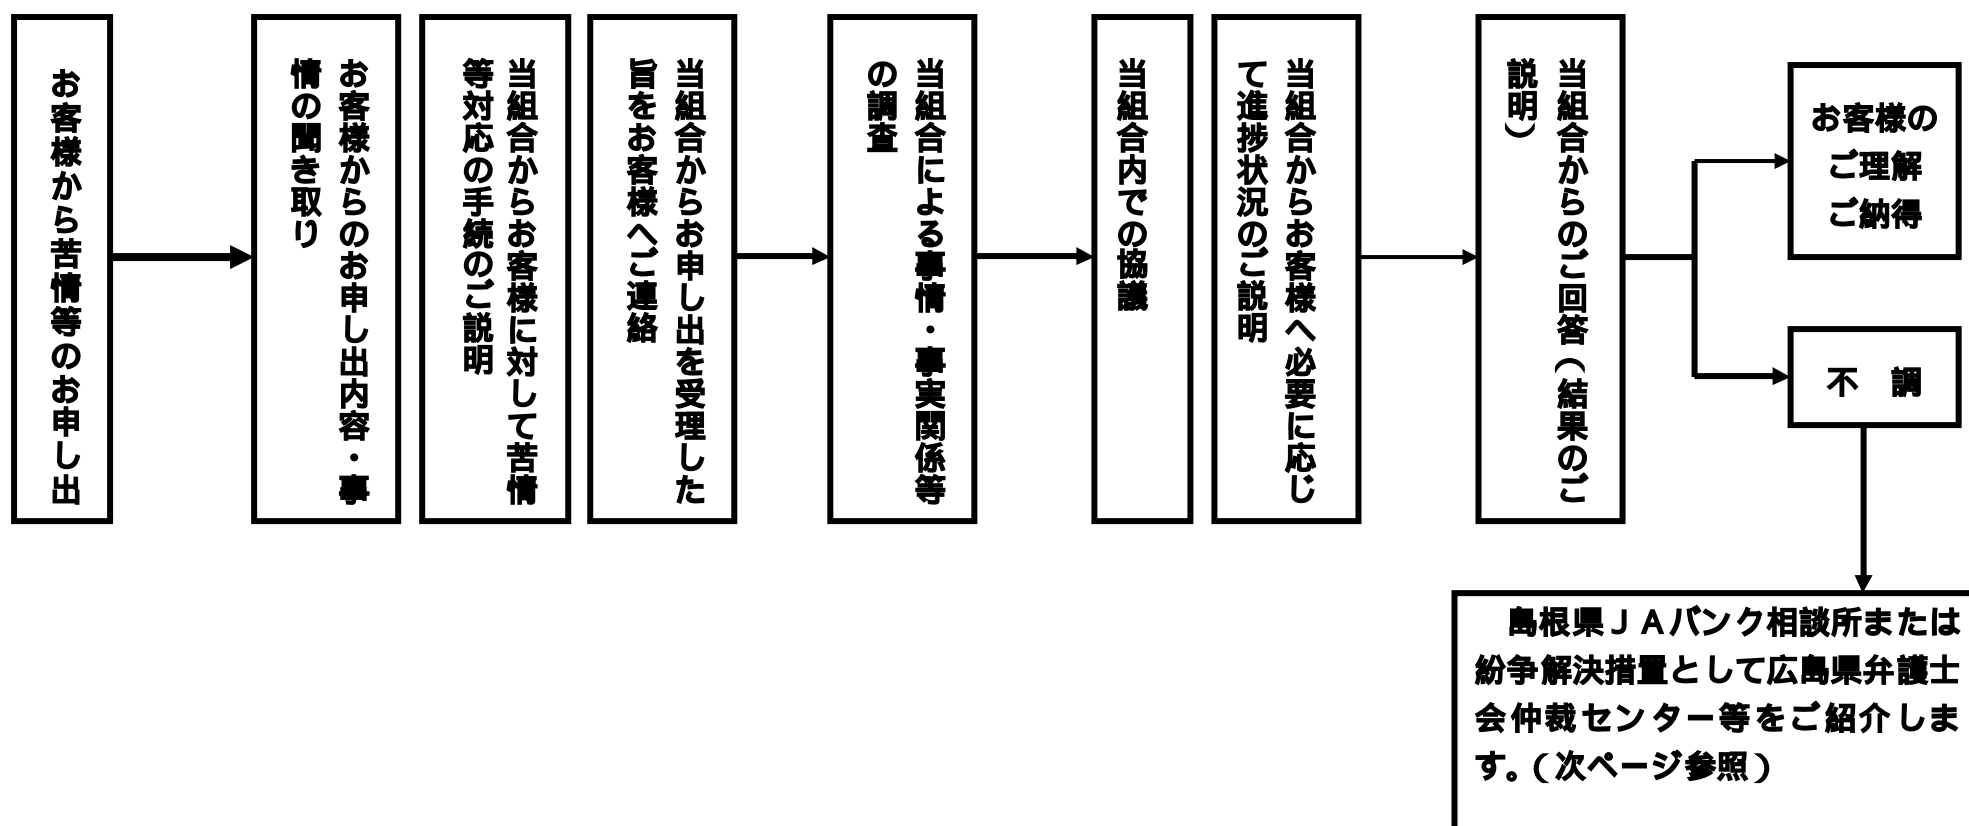 お客様から苦情等のお申し出
お客様からのお申し出内容・事
情の聞き取り
当組合からお客様に対して苦情
等対応の手続のご説明
当組合からお申し出を受理した
旨をお客様へご連絡
当組合による事情・事実関係等
の調査
当組合内での協議
当組合からお客様へ必要に応じ
て進捗状況のご説明
当組合からのご回答(結果のご
説明)
お客様の
ご理解
ご納得
不 調
島根県JAバンク相談所または
紛争解決措置として広島県弁護士
会仲裁センター等をご紹介しま
す。(次ページ参照)